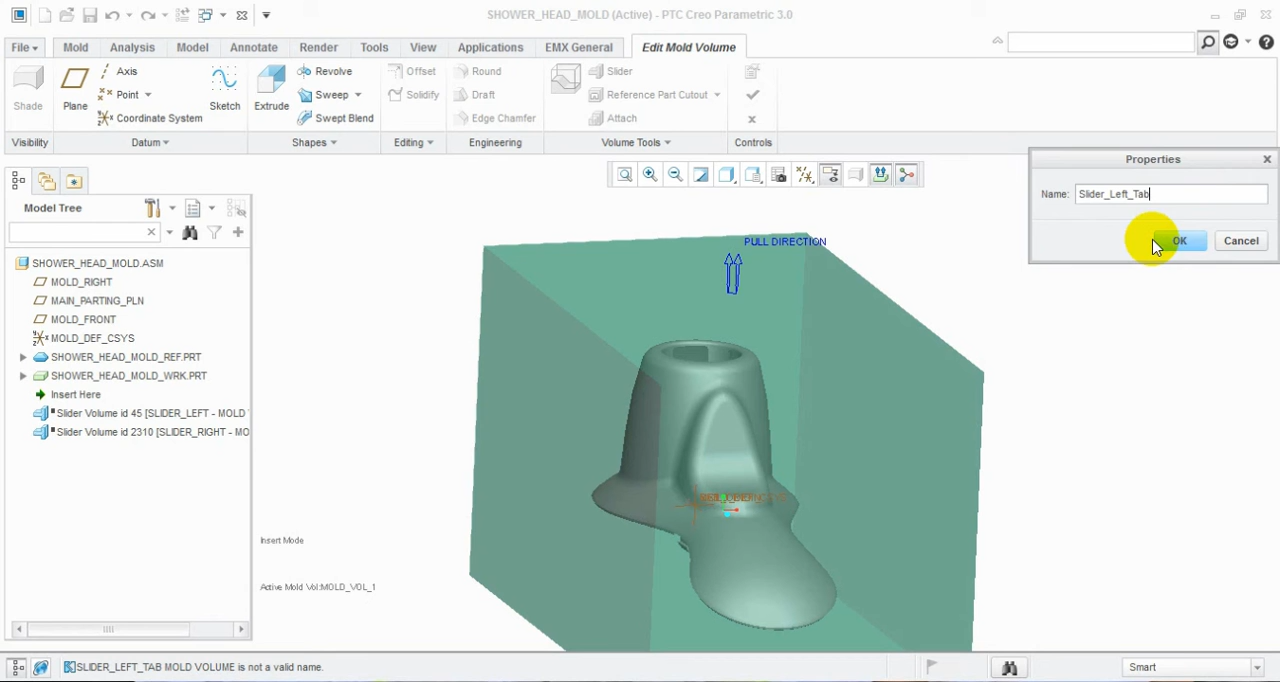 SHOWER_HEAD_MOLD (Active) - PTC Creo Parametric 3.0
File Mold Analysis Model Annotate Render Tools View Applications EMX General Edit Mold Volume
Shade Plane Axis Point Coordinate System Sketch Extrude Revolve Sweep Swept Blend Offset Solidify Round Draft Edge Chamfer Slider Reference Part Cutout Attach
Visibility Datum Shapes Editing Engineering Volume Tools Controls
Properties
Name: Slider_Left_Tab
OK Cancel
Model Tree
SHOWER_HEAD_MOLD.ASM
MOLD_RIGHT
MAIN_PARTING_PLN
MOLD_FRONT
MOLD_DEF_CSYS
SHOWER_HEAD_MOLD_REF.PRT
SHOWER_HEAD_MOLD_WRK.PRT
Insert Here
Slider Volume id 45 [SLIDER_LEFT - MOLD
Slider Volume id 2310 [SLIDER_RIGHT - MO
PULL DIRECTION
Insert Mode
Active Mold Vol:MOLD_VOL_1
SLIDER_LEFT_TAB MOLD VOLUME is not a valid name.
Smart